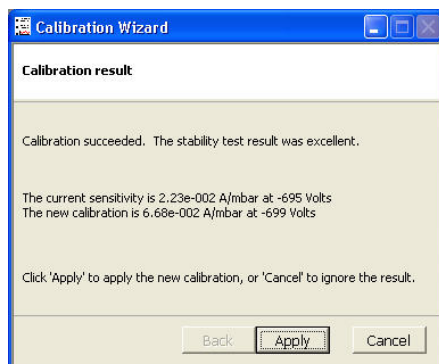 Calibration Wizard
Calibration result
Calibration succeeded. The stability test result was excellent.
The current sensitivity is 2.23e-002 A/mbar at -695 Volts
The new calibration is 6.68e-002 A/mbar at -699 Volts
Click 'Apply' to apply the new calibration, or 'Cancel' to ignore the result.
Back Apply Cancel